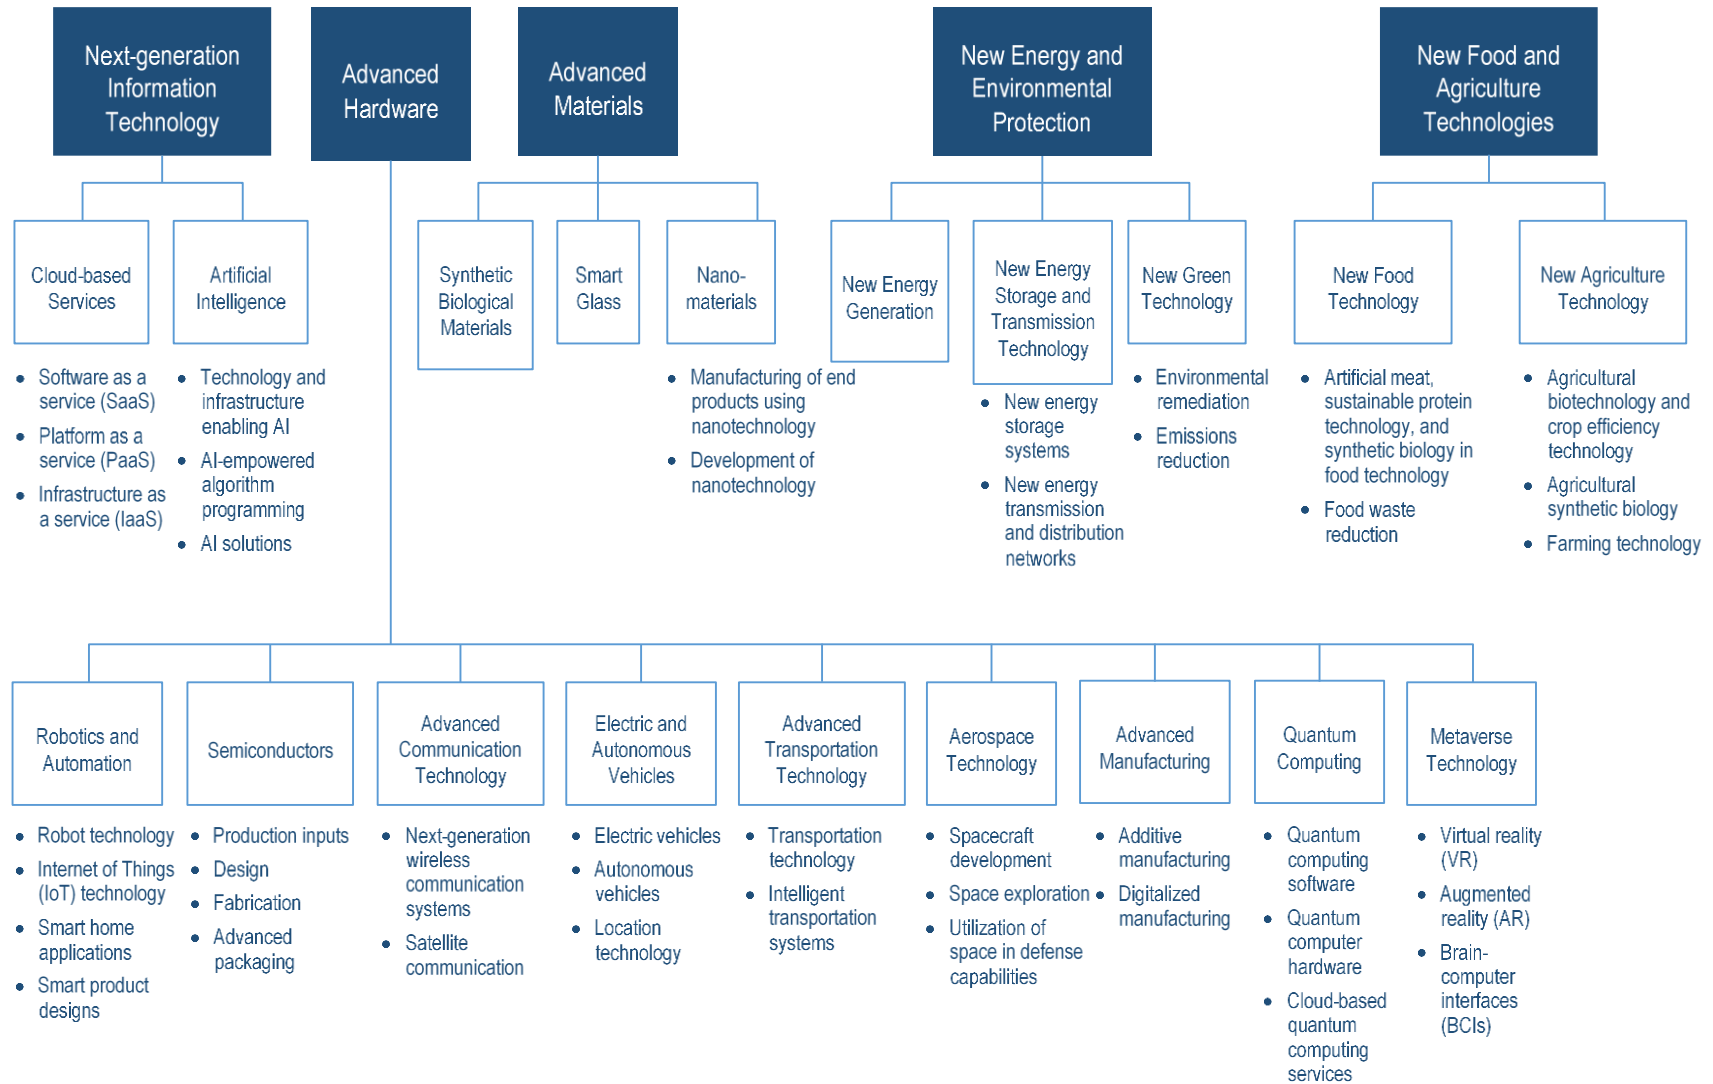 Next-generation
Information
Technology
Advanced
Hardware
Advanced
Materials
New Energy and
Environmental
Protection
New Food and
Agriculture
Technologies
Cloud-based
Services
Artificial
Intelligence
Synthetic
Biological
Materials
Smart
Glass
Nano-
materials
New Energy
Generation
New Energy
Storage and
Transmission
Technology
New Green
Technology
New Food
Technology
New Agriculture
Technology
• Software as a
service (SaaS)
• Platform as a
service (PaaS)
• Infrastructure as
a service (IaaS)
• Technology and
infrastructure
enabling AI
• AI-empowered
algorithm
programming
• AI solutions
• Manufacturing of end
products using
nanotechnology
• Development of
nanotechnology
• New energy
storage
systems
• New energy
transmission
and distribution
networks
• Environmental
remediation
• Emissions
reduction
• Artificial meat,
sustainable protein
technology, and
synthetic biology in
food technology
• Food waste
reduction
• Agricultural
biotechnology and
crop efficiency
technology
• Agricultural
synthetic biology
• Farming technology
Robotics and
Automation
Semiconductors
Advanced
Communication
Technology
Electric and
Autonomous
Vehicles
Advanced
Transportation
Technology
Aerospace
Technology
Advanced
Manufacturing
Quantum
Computing
Metaverse
Technology
• Robot technology
• Internet of Things
(IoT) technology
• Smart home
applications
• Smart product
designs
• Production inputs
• Design
• Fabrication
• Advanced
packaging
• Next-generation
wireless
communication
systems
• Satellite
communication
• Electric vehicles
• Autonomous
vehicles
• Location
technology
• Transportation
technology
• Intelligent
transportation
systems
• Spacecraft
development
• Space exploration
• Utilization of
space in defense
capabilities
• Additive
manufacturing
• Digitalized
manufacturing
• Quantum
computing
software
• Quantum
computer
hardware
• Cloud-based
quantum
computing
services
• Virtual reality
(VR)
• Augmented
reality (AR)
• Brain-
computer
interfaces
(BCIs)